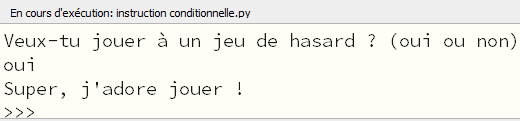 En cours d'exécution: instruction conditionnelle.py
Veux-tu jouer à un jeu de hasard ? (oui ou non)
oui
Super, j'adore jouer !
>>>